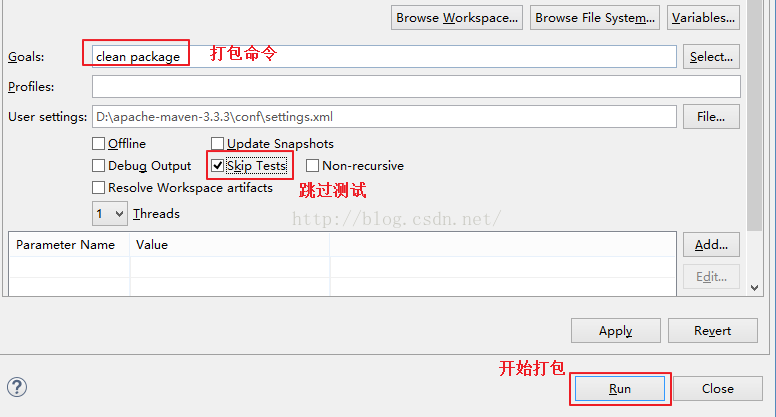 Browse Workspace... Browse File System... Variables...
Goals: clean package 打包命令 Select...
Profiles:
User settings: D:\apache-maven-3.3.3\conf\settings.xml File...
Offline Update Snapshots
Debug Output Skip Tests Non-recursive
Resolve Workspace artifacts 跳过测试
1 Threads http://blog.csdn.net/
Parameter Name Value Add...
Edit...
Apply Revert
开始打包
? Run Close